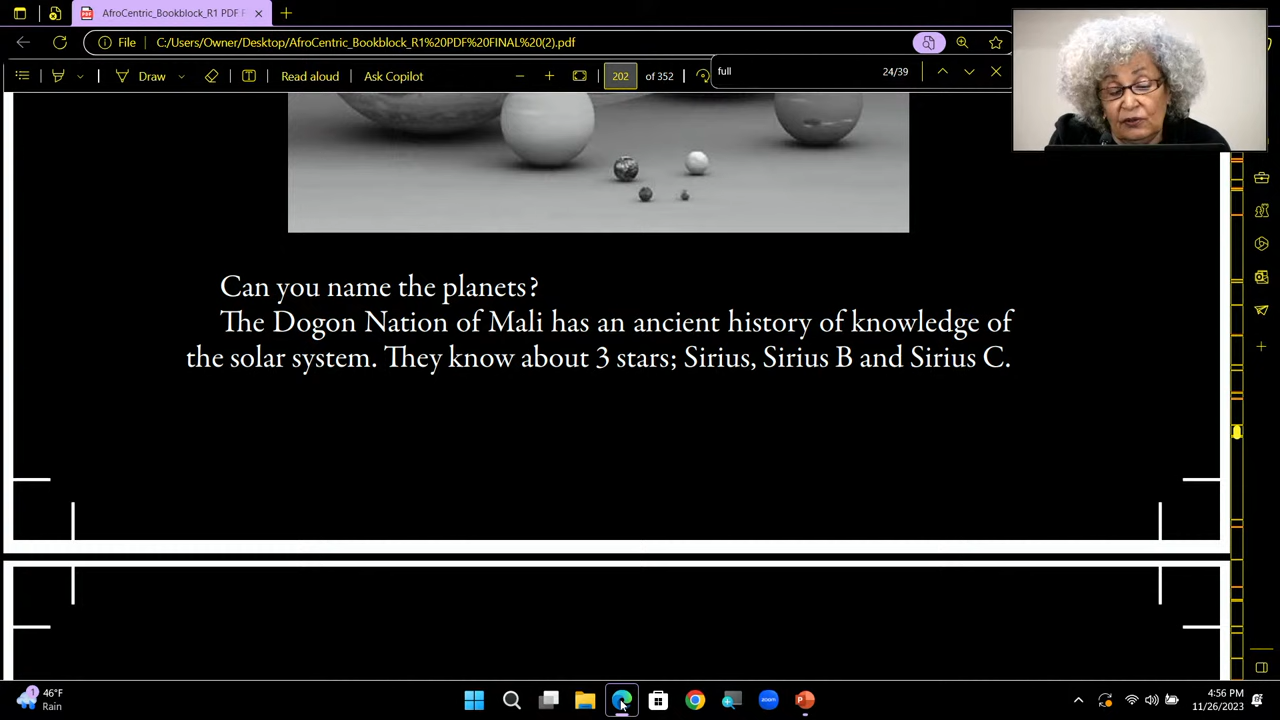 AfroCentric_Bookblock_R1 PDF F
File C:/Users/Owner/Desktop/AfroCentric_Bookblock_R1%20PDF%20FINAL%20(2).pdf
Draw Read aloud Ask Copilot 202 of 352 full 24/39
Can you name the planets?
The Dogon Nation of Mali has an ancient history of knowledge of
the solar system. They know about 3 stars; Sirius, Sirius B and Sirius C.
1 46°F
Rain
zoom
4:56 PM
11/26/2023